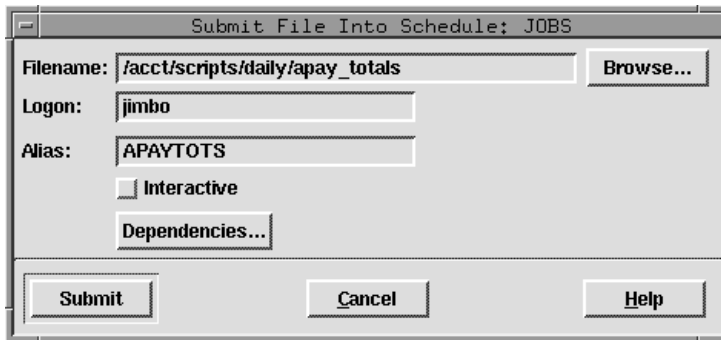 Submit File Into Schedule: JOBS
Filename: /acct/scripts/daily/apay_totals Browse...
Logon: jimbo
Alias: APAYTOTS
Interactive
Dependencies...
Submit Cancel Help